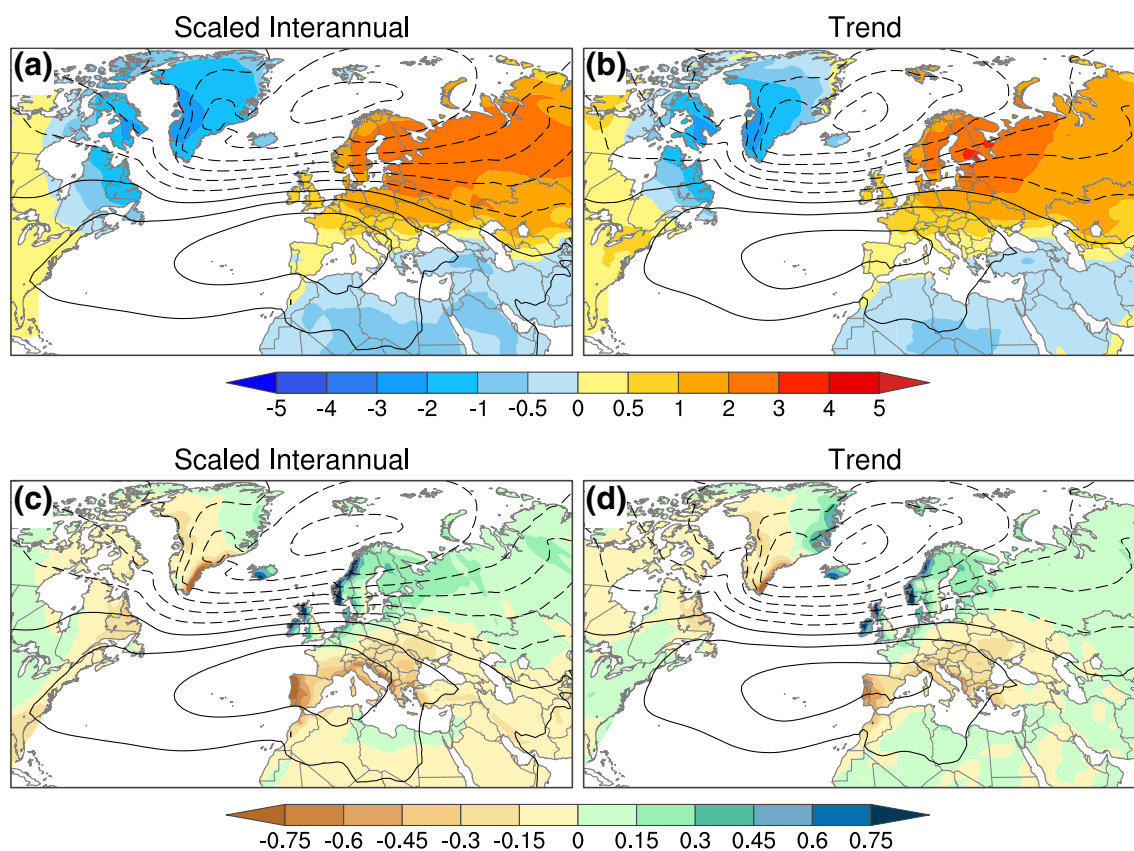 Scaled Interannual Trend
(a) (b)
-5 -4 -3 -2 -1 -0.5 0 0.5 1 2 3 4 5
Scaled Interannual Trend
(c) (d)
-0.75 -0.6 -0.45 -0.3 -0.15 0 0.15 0.3 0.45 0.6 0.75